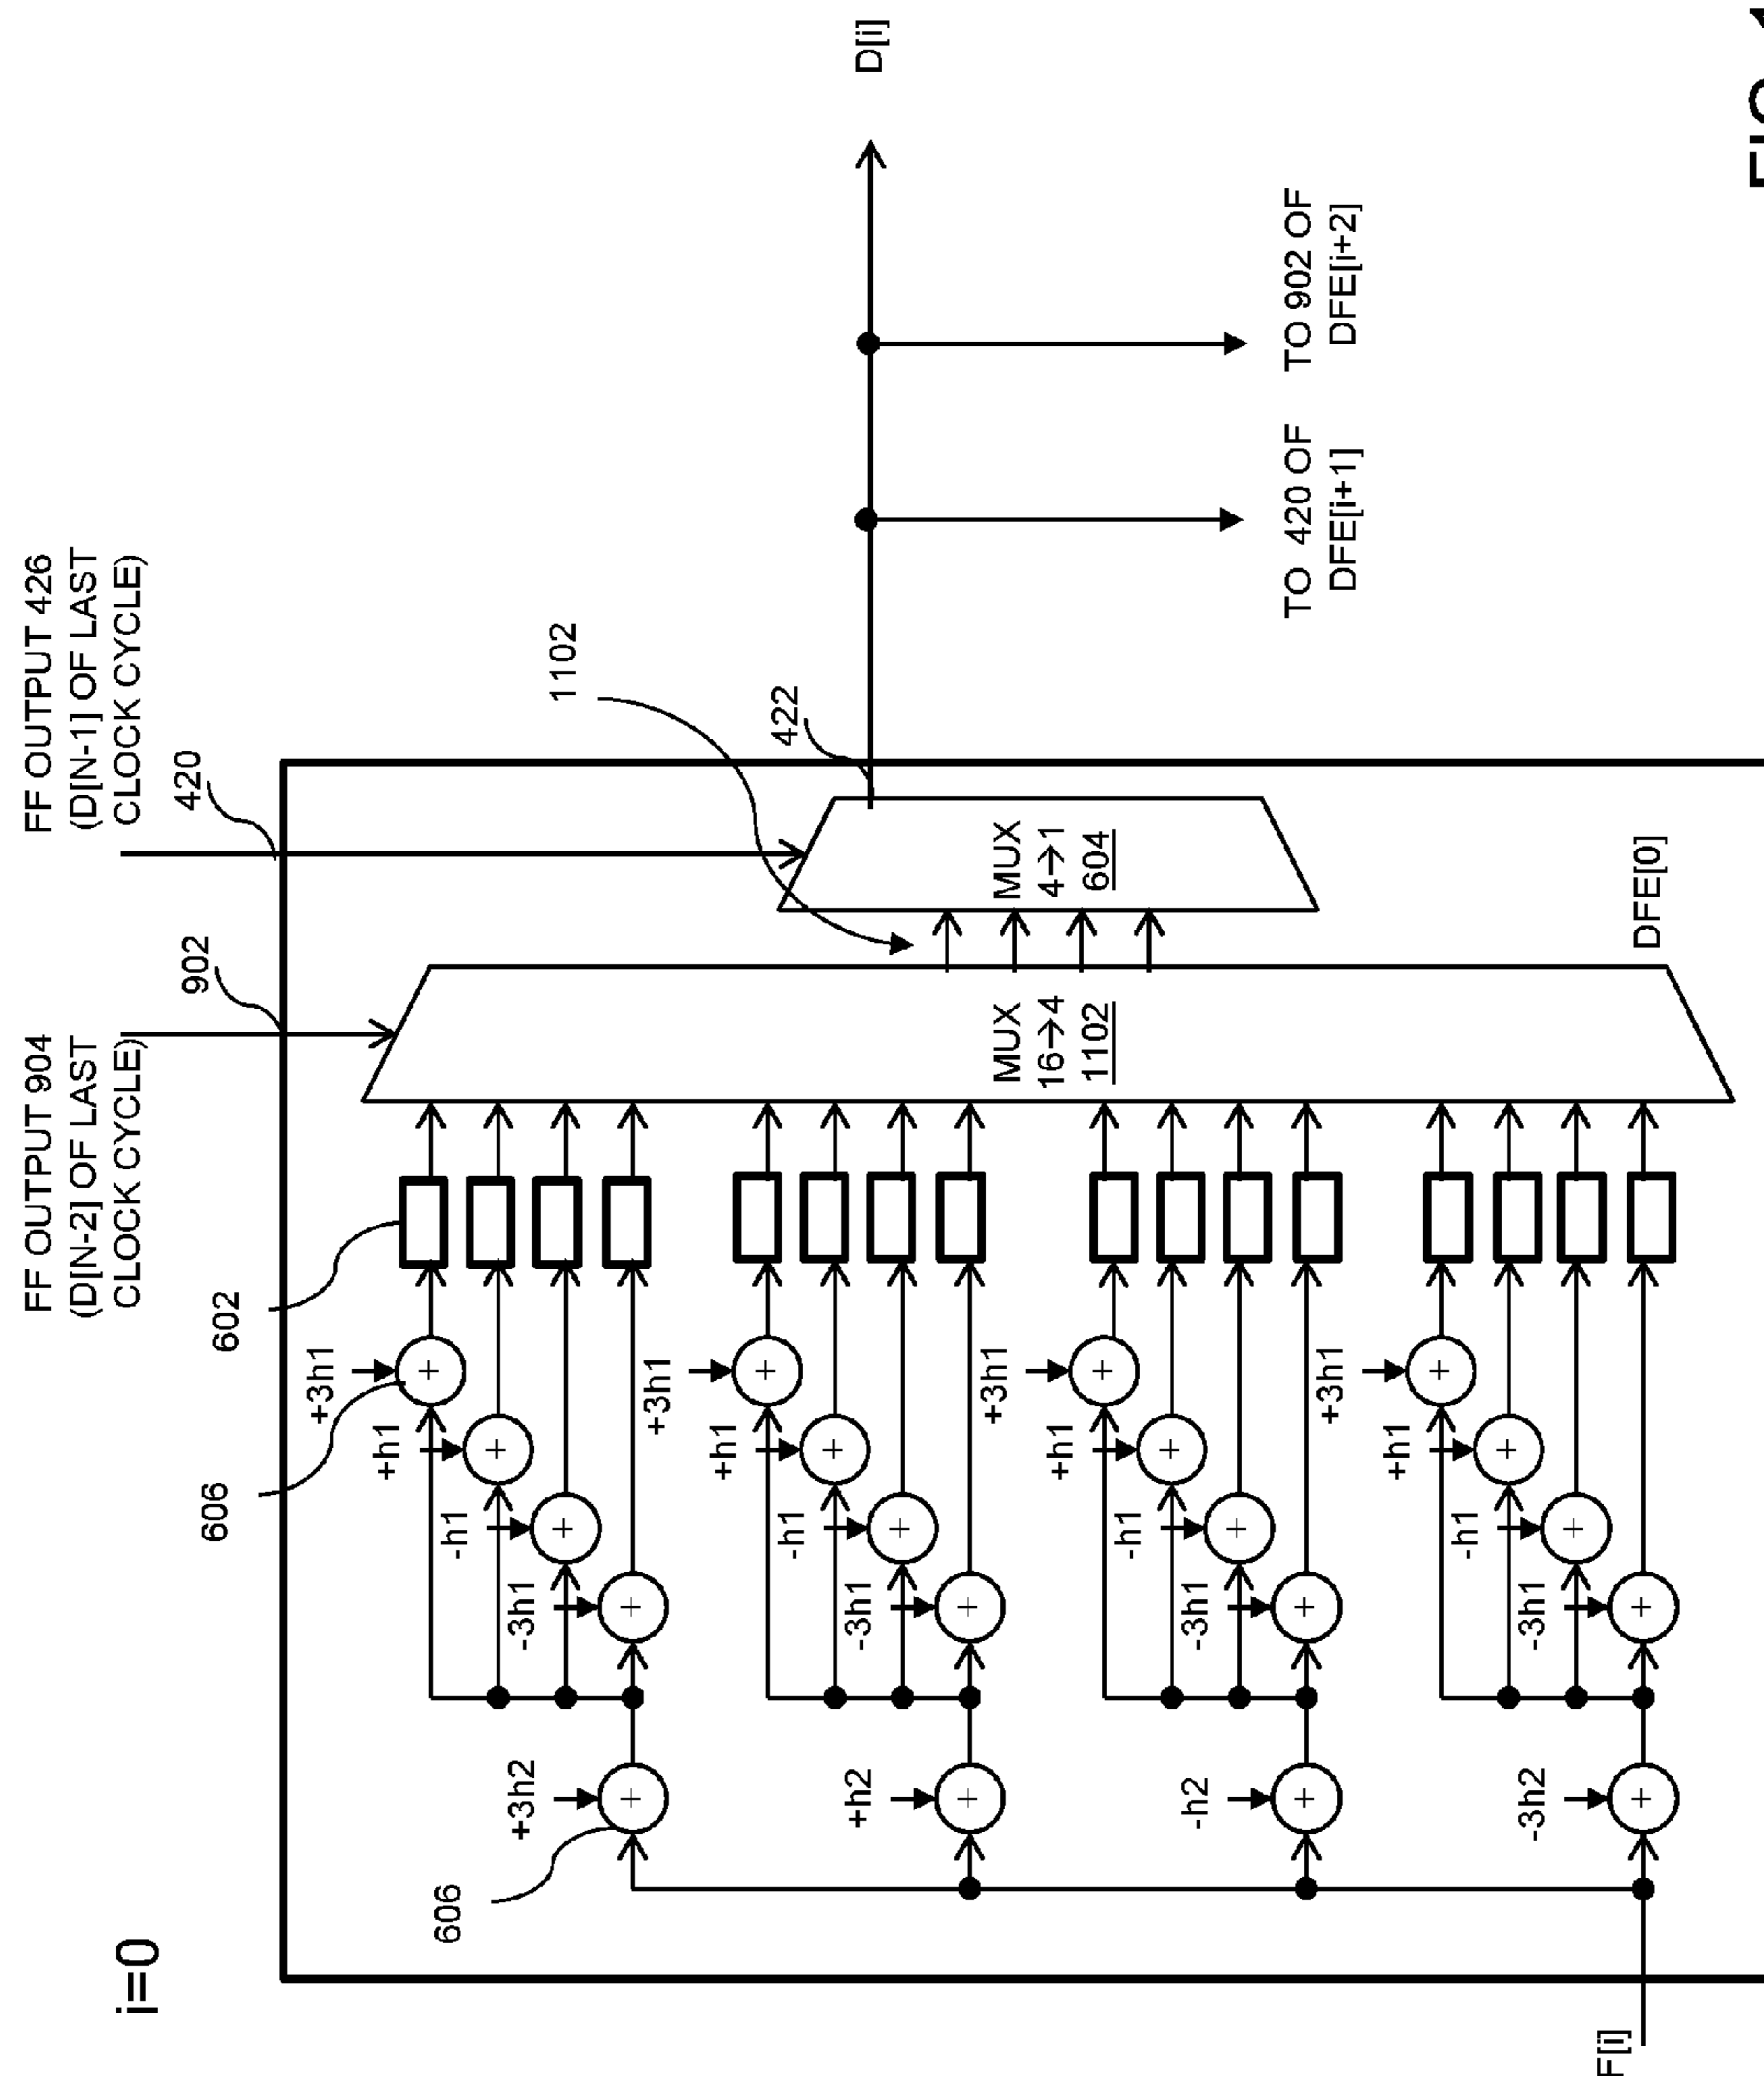 i=0
FF OUTPUT 904
(D[N-2] OF LAST
CLOCK CYCLE)
FF OUTPUT 426
(D[N-1] OF LAST
CLOCK CYCLE)
902
420
606
602
+3h1
+h1
-h1
606
+3h2
-3h1
1102
+3h1
+h1
422
-h1
+h2
-3h1
D[i]
+3h1
MUX
16→4
1102
MUX
4→1
604
+h1
-h1
-h2
-3h1
TO 420 OF
DFE[i+1]
TO 902 OF
DFE[i+2]
+3h1
+h1
-h1
-3h2
-3h1
F[i]
DFE[0]